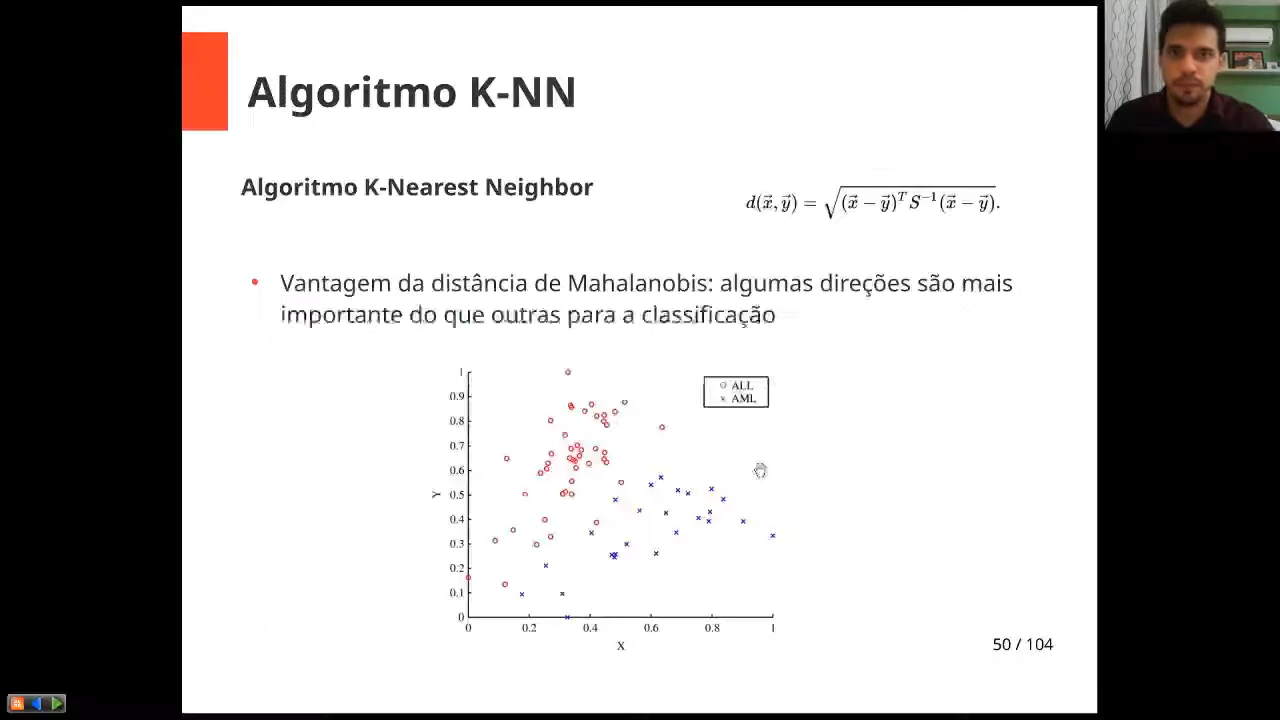 Algoritmo K-NN
Algoritmo K-Nearest Neighbor
d(x⃗, y⃗) = √(x⃗ − y⃗)ᵀ S⁻¹ (x⃗ − y⃗).
• Vantagem da distância de Mahalanobis: algumas direções são mais
importante do que outras para a classificação
ALL
AML
1
0.9
0.8
0.7
0.6
0.5
0.4
0.3
0.2
0.1
0
Y
0 0.2 0.4 0.6 0.8 1
X
50 / 104